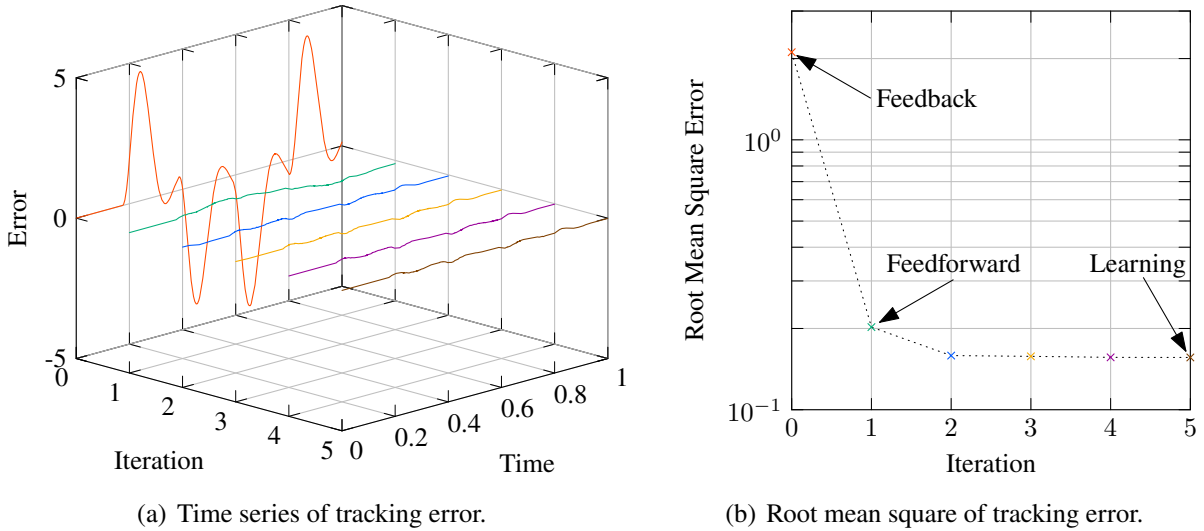 5
0
-5
Error
0
1
2
3
4
5
Iteration
0
0.2
0.4
0.6
0.8
1
Time
(a) Time series of tracking error.
10^0
10^-1
Root Mean Square Error
Feedback
Feedforward
Learning
0
1
2
3
4
5
Iteration
(b) Root mean square of tracking error.